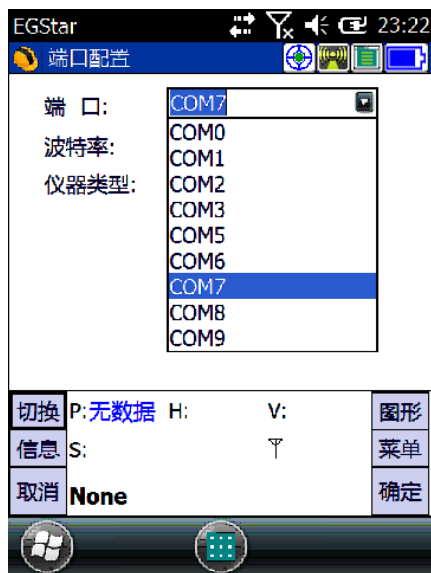 EGStar 23:22
端口配置
端 口: COM7
COM0
波特率: COM1
仪器类型: COM2
COM3
COM5
COM6
COM7
COM8
COM9
切换 P:无数据 H: V: 图形
信息 S: 菜单
取消 None 确定